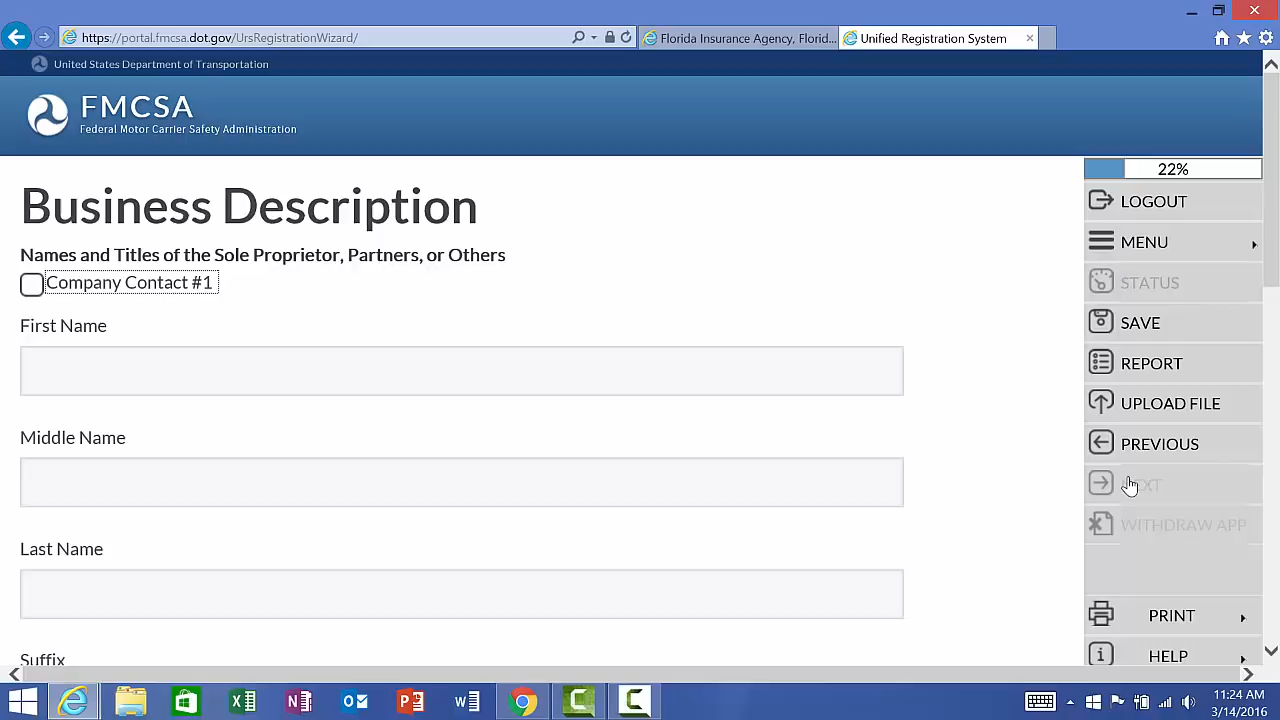 https://portal.fmcsa.dot.gov/UrsRegistrationWizard/
Florida Insurance Agency, Florid...
Unified Registration System
United States Department of Transportation
FMCSA
Federal Motor Carrier Safety Administration
22%
Business Description
LOGOUT
MENU
Names and Titles of the Sole Proprietor, Partners, or Others
Company Contact #1
STATUS
First Name
SAVE
REPORT
UPLOAD FILE
Middle Name
PREVIOUS
WITHDRAW APP
Last Name
PRINT
Suffix
HELP
11:24 AM
3/14/2016